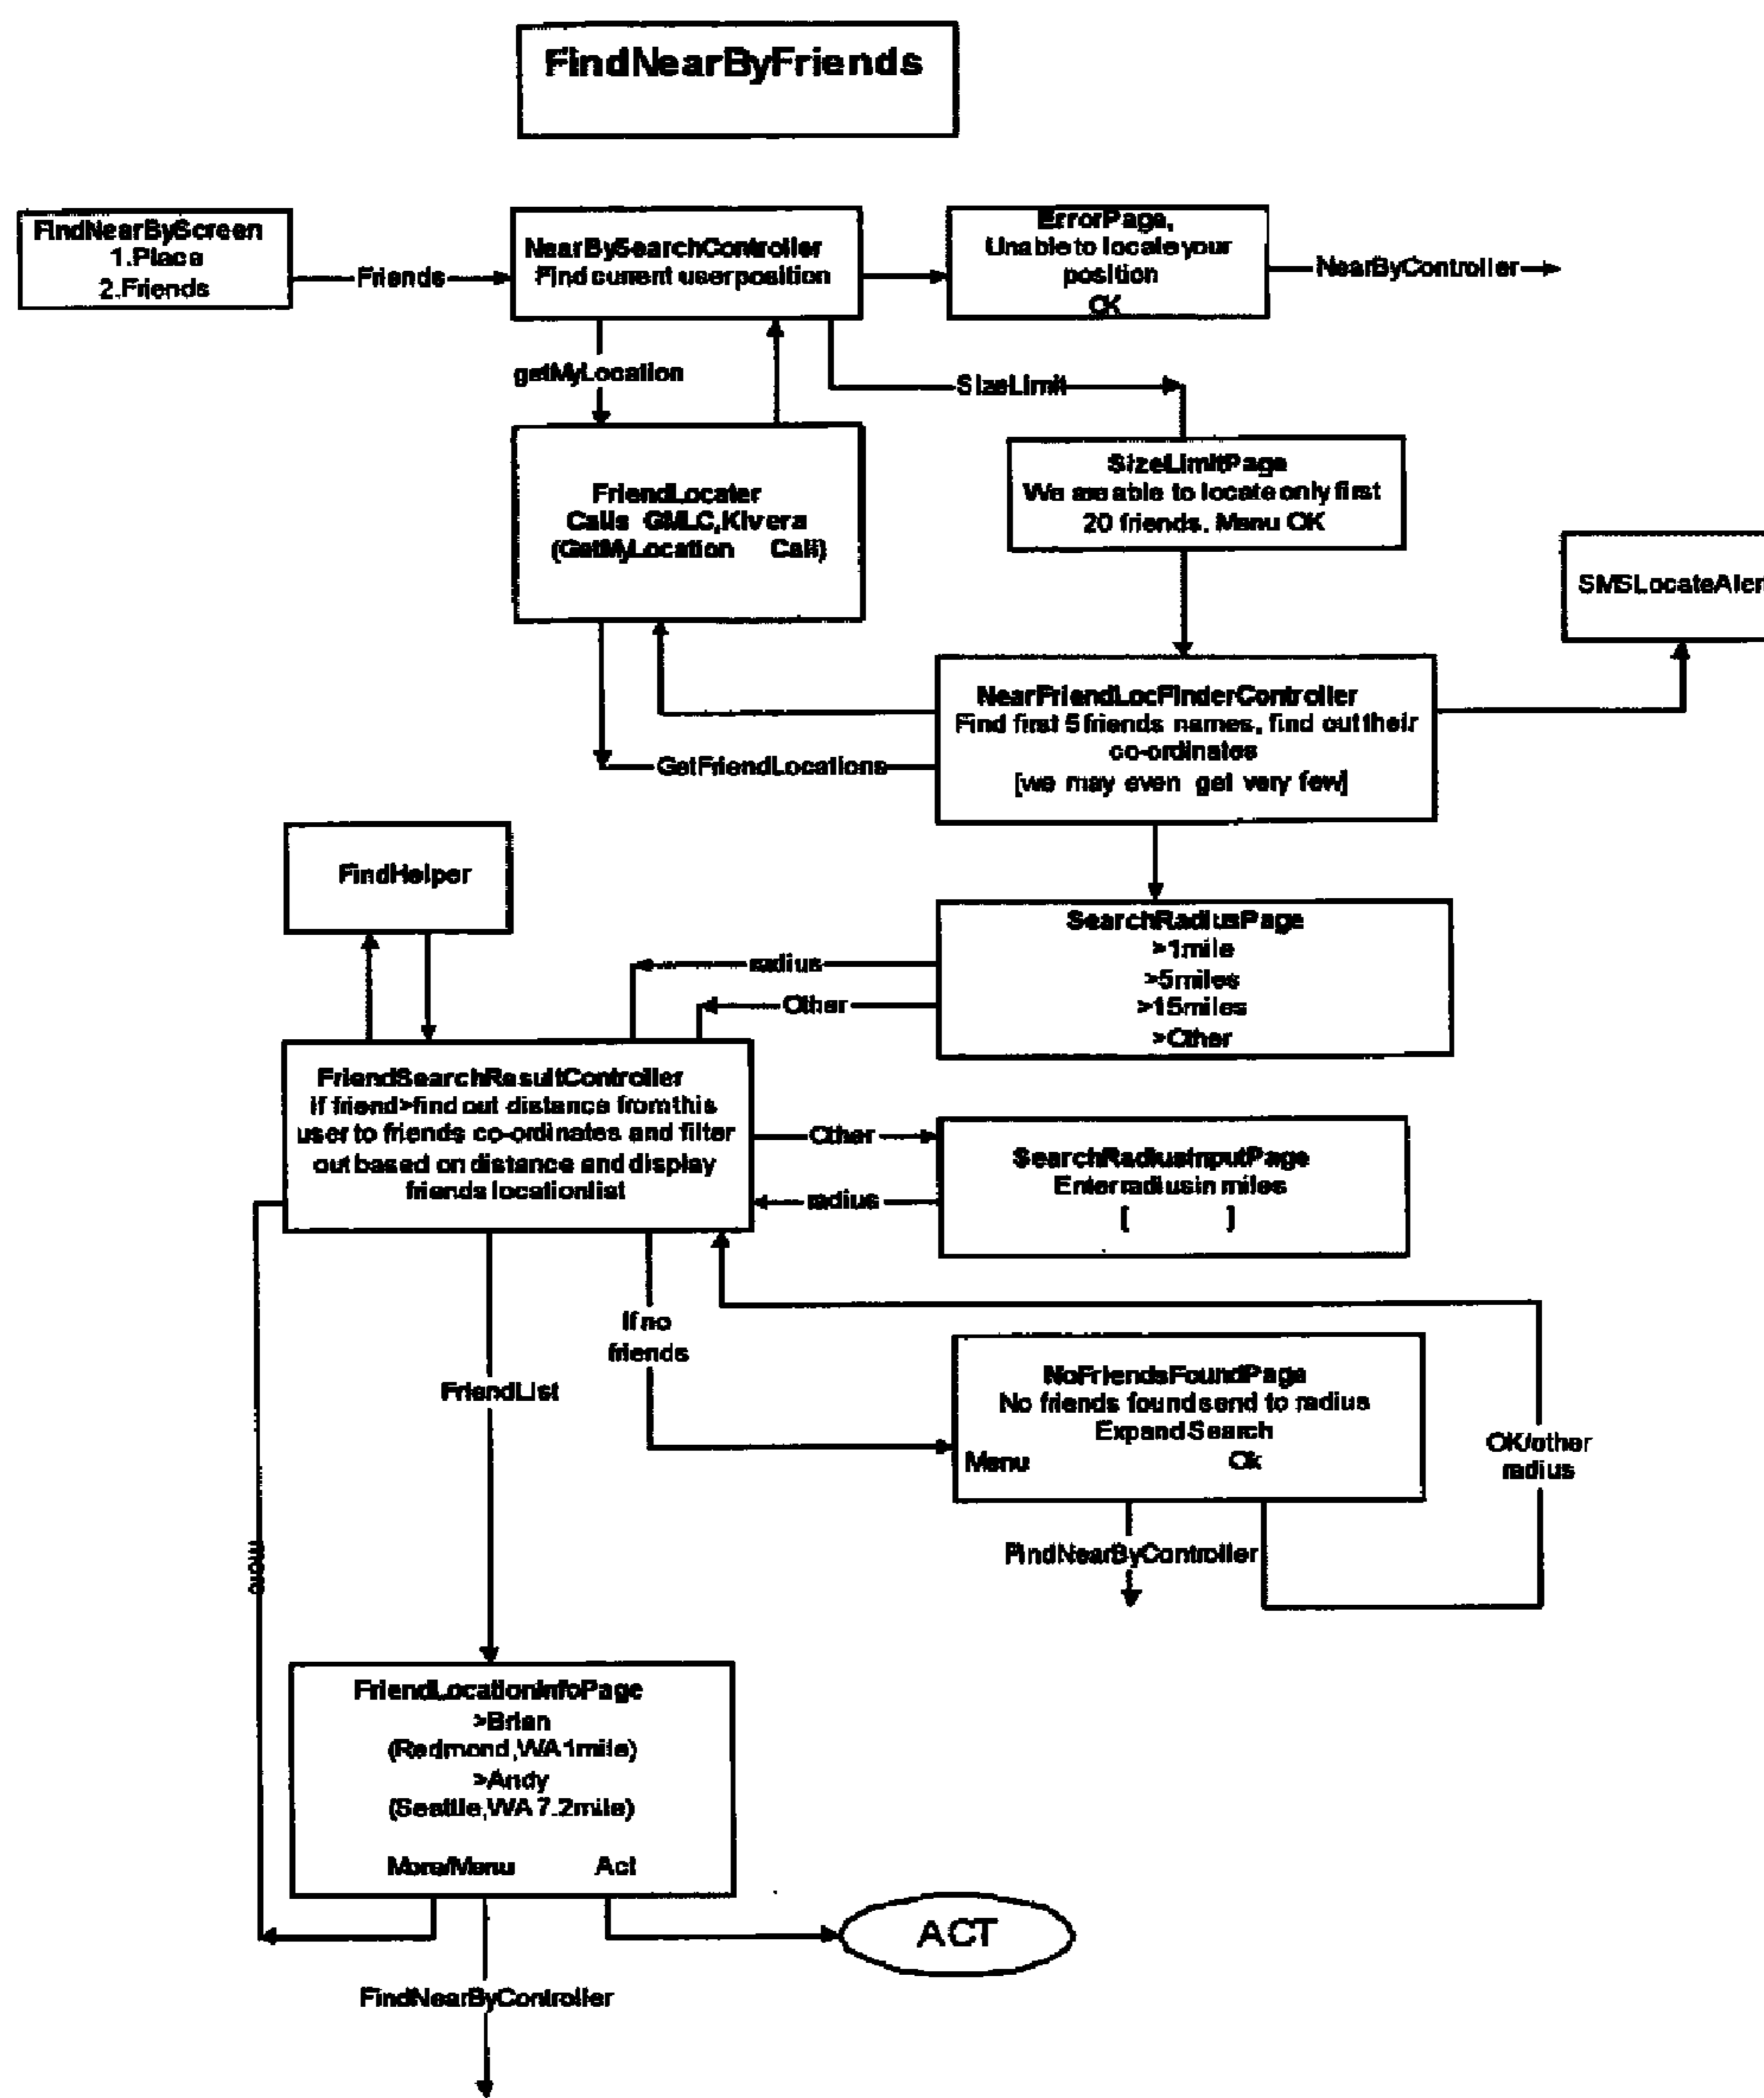 FindNearByFriends
FindNearByScreen
1.Place
2.Friends
Friends
NearBySearchController
Find current user position
ErrorPage,
Unable to locate your
position
OK
NearByController
getMyLocation
SizeLimit
FriendLocater
Calls GMLC,Kivera
(GetMyLocation Call)
SizeLimitPage
We are able to locate only first
20 friends. Menu OK
SMSLocateAler
NearFriendLocFinderController
Find first 5 friends names, find out their
co-ordinates
[we may even get very few]
GetFriendLocations
FindHelper
SearchRadiusPage
>1mile
>5miles
>15miles
>Other
radius
Other
FriendSearchResultController
If friend>find out distance from this
user to friends co-ordinates and filter
out based on distance and display
friends location list
Other
radius
SearchRadiusInputPage
Enter radius in miles
[ ]
If no
friends
FriendList
NoFriendsFoundPage
No friends found send to radius
Expand Search
Menu Ok
OK/other
radius
FindNearByController
more
FriendLocationInfoPage
>Brian
(Redmond,WA 1mile)
>Andy
(Seattle,WA 7.2mile)
More/Menu Act
ACT
FindNearByController